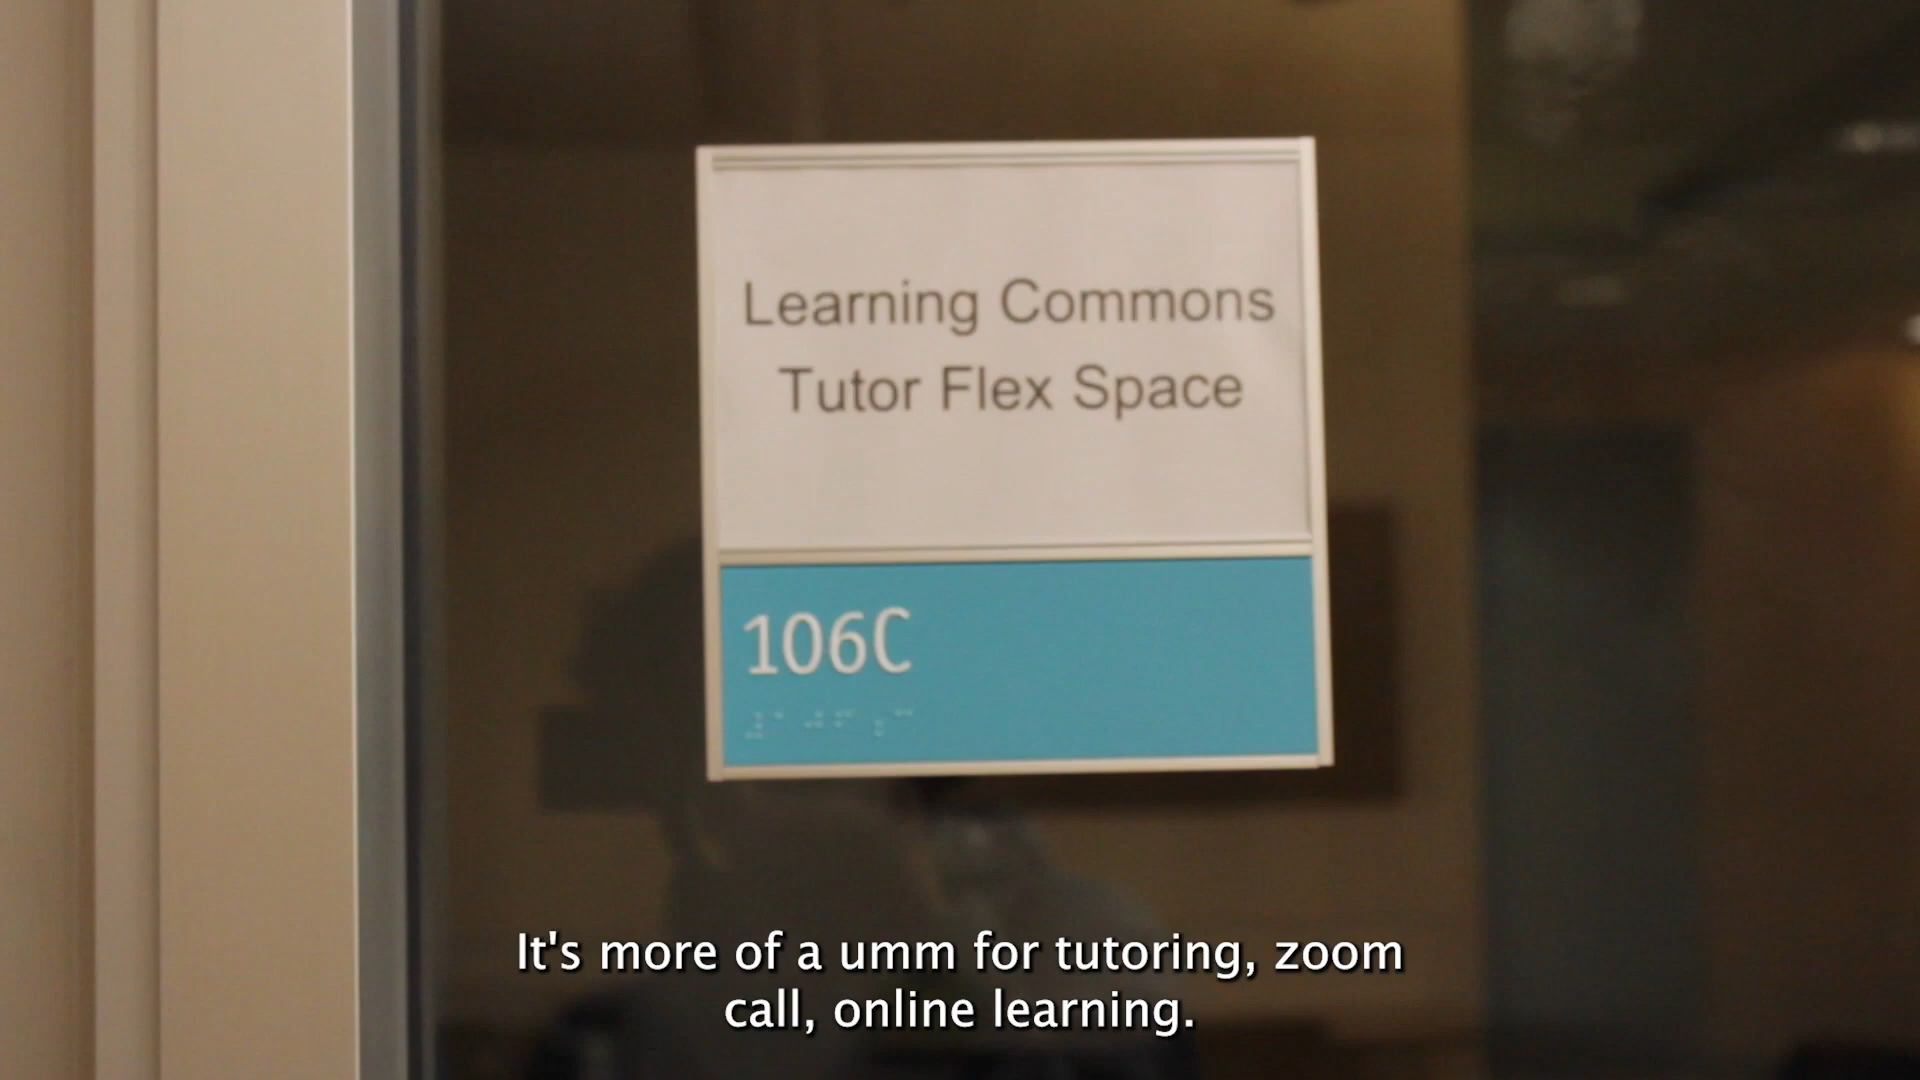 Learning Commons
Tutor Flex Space
106C
It's more of a umm for tutoring, zoom
call, online learning.